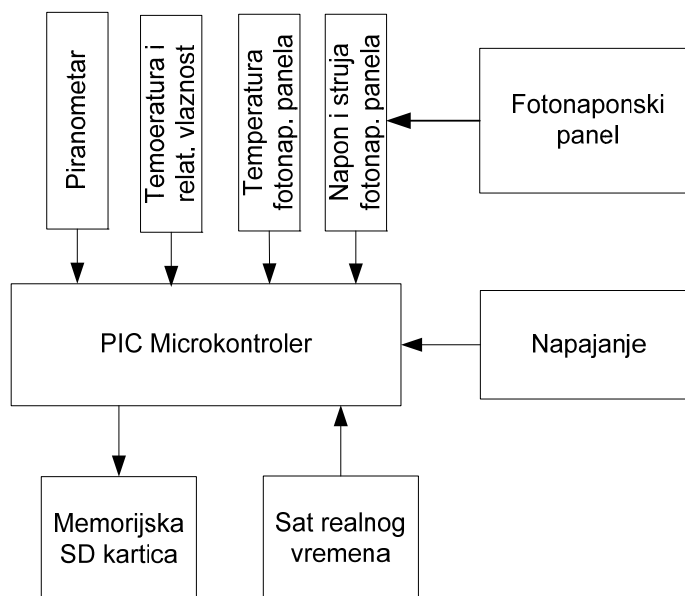 Piranometar
Temoeratura i
relat. vlaznost
Temperatura
fotonap. panela
Napon i struja
fotonap. panela
Fotonaponski
panel
PIC Microkontroler
Napajanje
Memorijska
SD kartica
Sat realnog
vremena